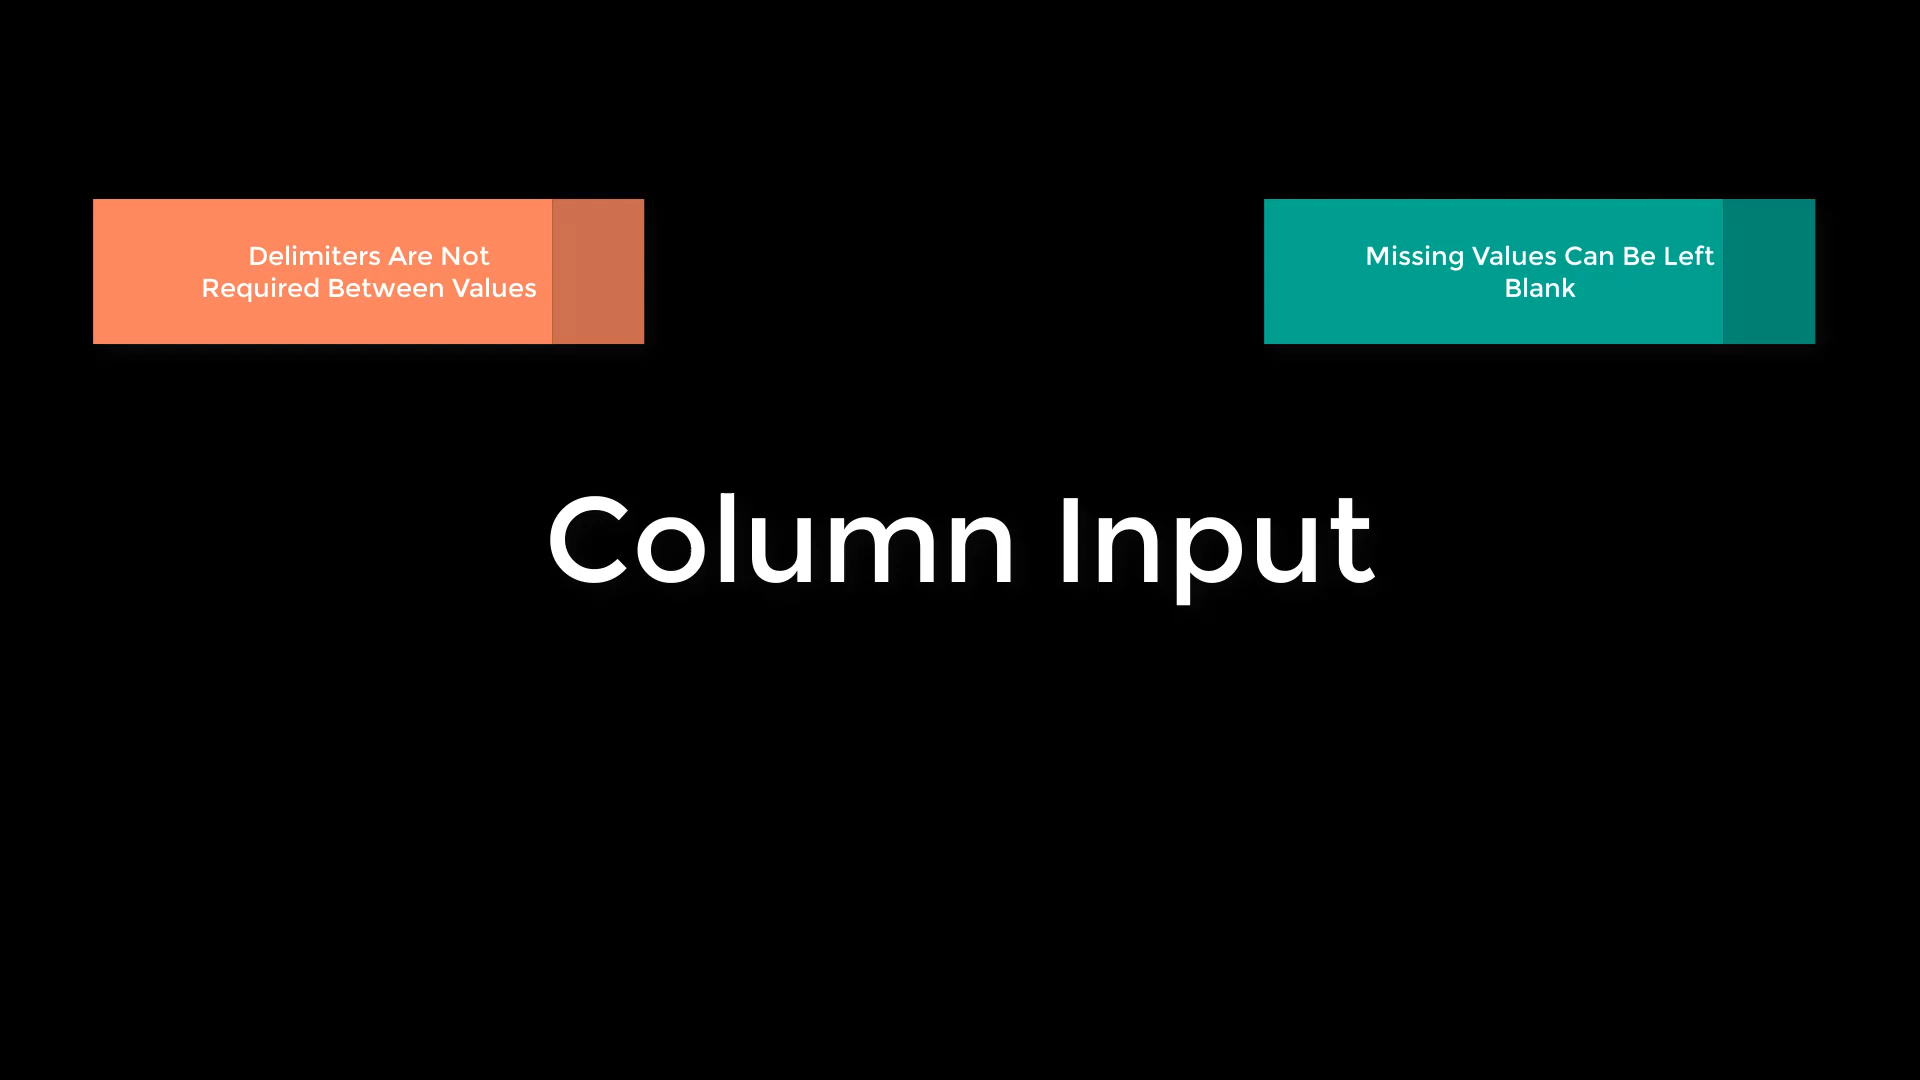 Delimiters Are Not
Required Between Values
Missing Values Can Be Left
Blank
Column Input